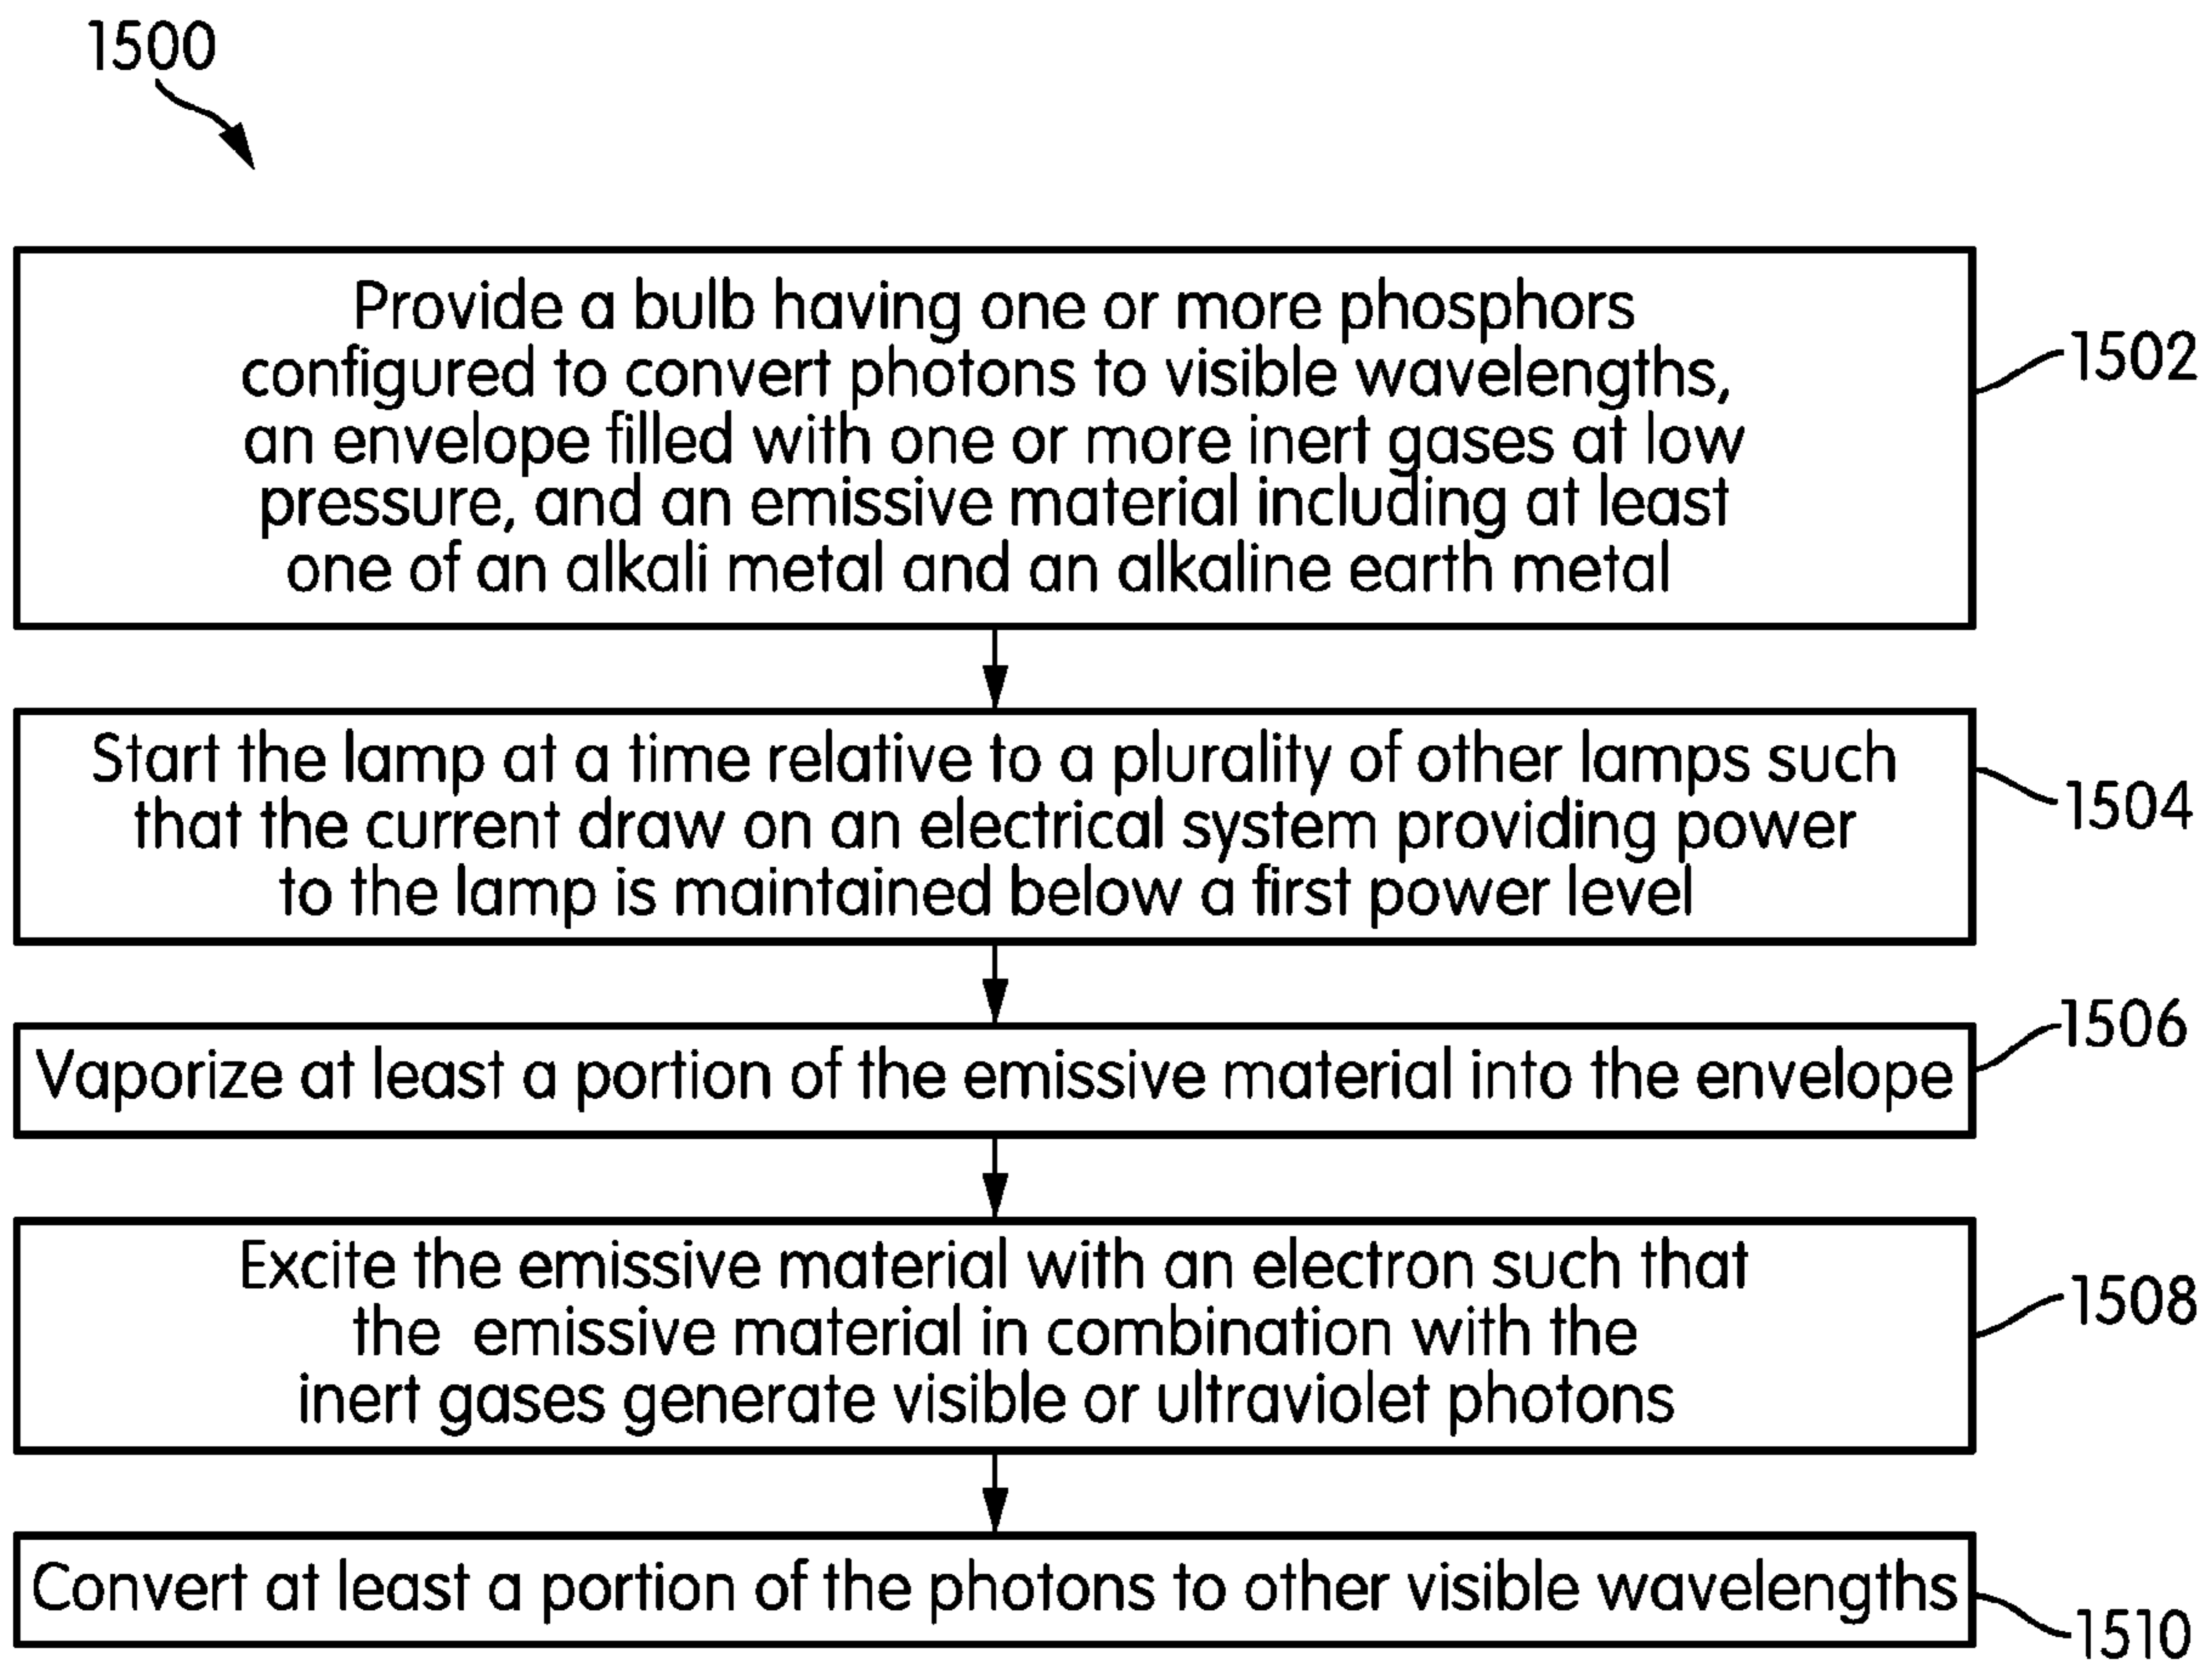 1500
Provide a bulb having one or more phosphors
configured to convert photons to visible wavelengths,
an envelope filled with one or more inert gases at low
pressure, and an emissive material including at least
one of an alkali metal and an alkaline earth metal
1502
Start the lamp at a time relative to a plurality of other lamps such
that the current draw on an electrical system providing power
to the lamp is maintained below a first power level
1504
Vaporize at least a portion of the emissive material into the envelope
1506
Excite the emissive material with an electron such that
the emissive material in combination with the
inert gases generate visible or ultraviolet photons
1508
Convert at least a portion of the photons to other visible wavelengths
1510